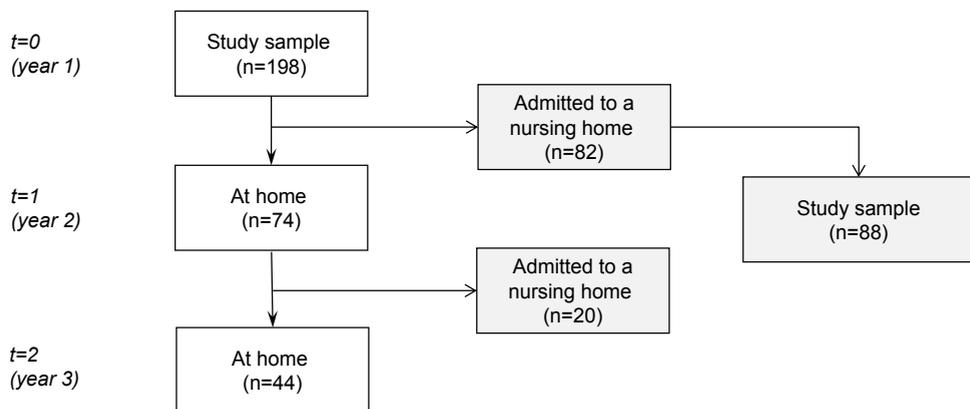 t=0
(year 1)
Study sample
(n=198)
Admitted to a
nursing home
(n=82)
t=1
(year 2)
At home
(n=74)
Study sample
(n=88)
Admitted to a
nursing home
(n=20)
t=2
(year 3)
At home
(n=44)